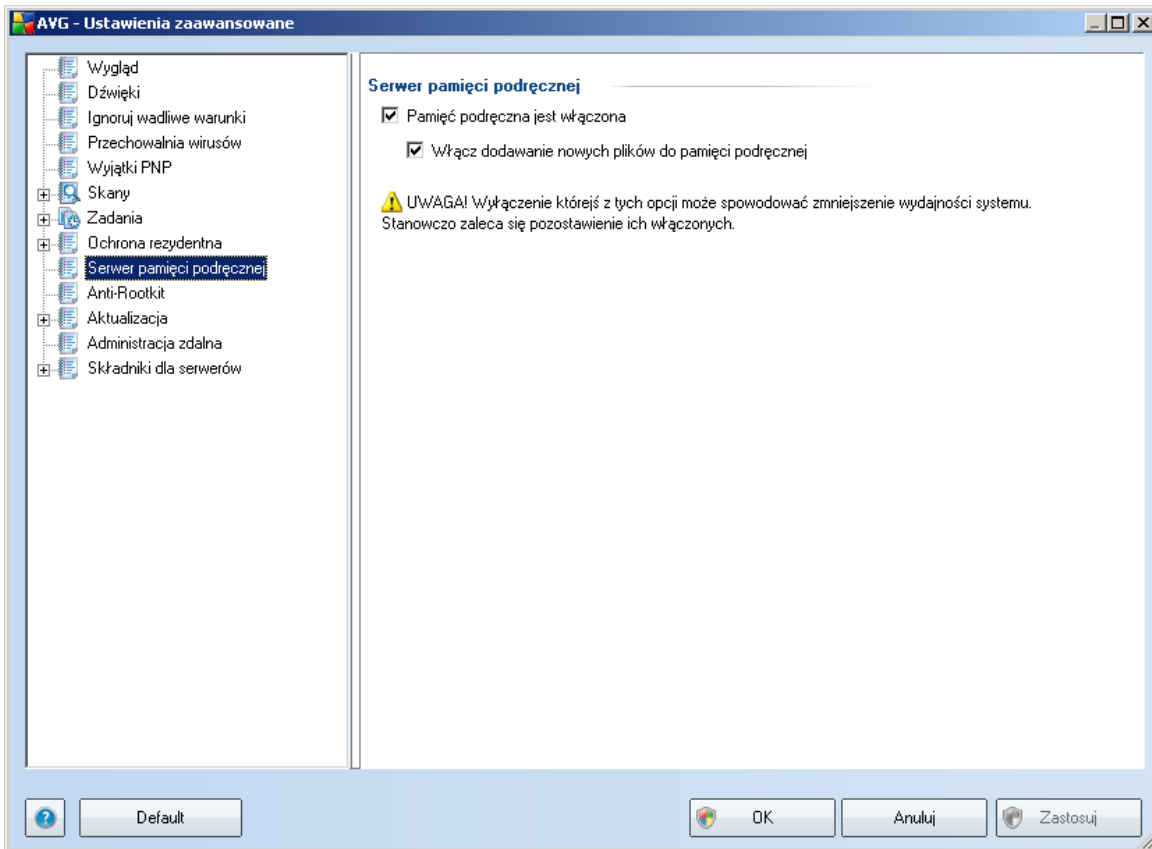 AVG - Ustawienia zaawansowane
Wygląd
Dźwięki
Ignoruj wadliwe warunki
Przechowalnia wirusów
Wyjątki PNP
Skany
Zadania
Ochrona rezydentna
Serwer pamięci podręcznej
Anti-Rootkit
Aktualizacja
Administracja zdalna
Składniki dla serwerów
Serwer pamięci podręcznej
Pamięć podręczna jest włączona
Włącz dodawanie nowych plików do pamięci podręcznej
UWAGA! Wyłączenie którejś z tych opcji może spowodować zmniejszenie wydajności systemu.
Stanowczo zaleca się pozostawienie ich włączonych.
Default
OK
Anuluj
Zastosuj